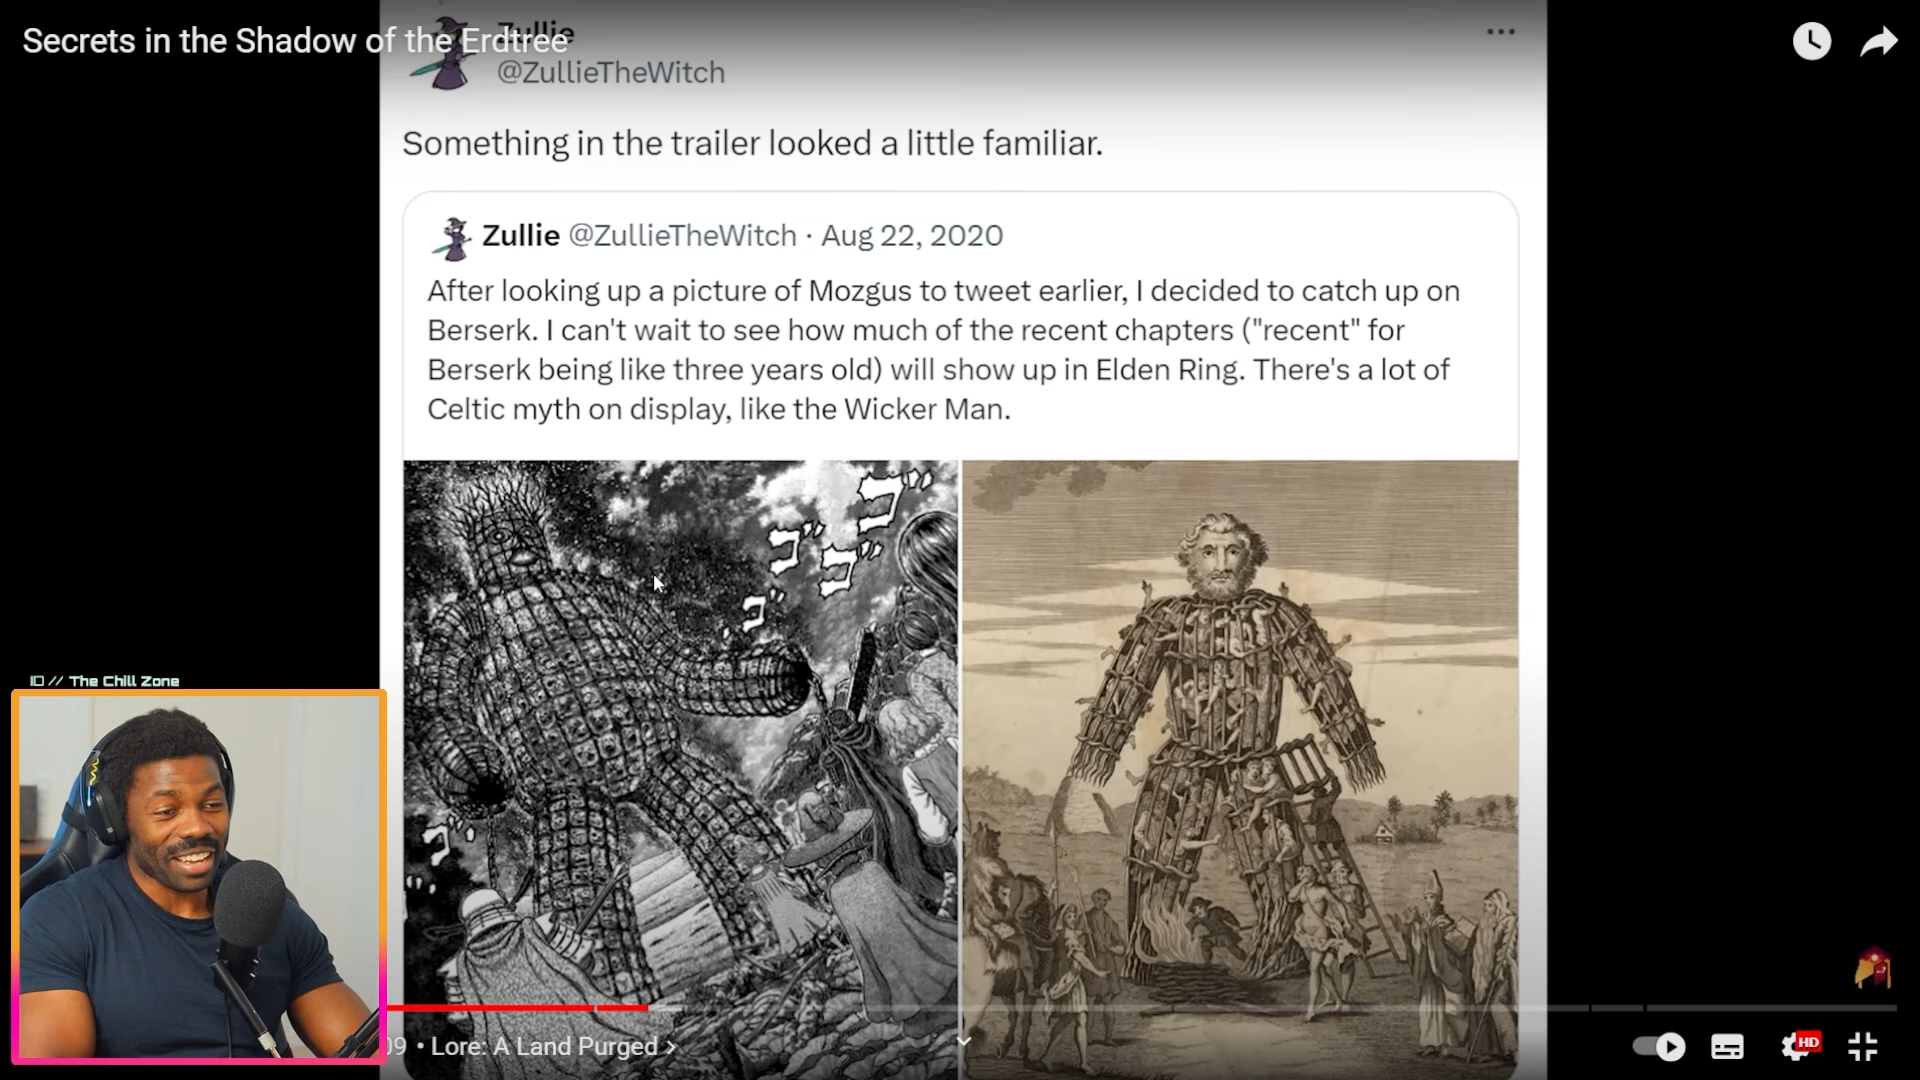 Secrets in the Shadow of the Erdtree
Zullie
@ZullieTheWitch
Something in the trailer looked a little familiar.
Zullie @ZullieTheWitch · Aug 22, 2020
After looking up a picture of Mozgus to tweet earlier, I decided to catch up on
Berserk. I can't wait to see how much of the recent chapters ("recent" for
Berserk being like three years old) will show up in Elden Ring. There's a lot of
Celtic myth on display, like the Wicker Man.
ゴ
ゴ ゴ
ゴ
ID // The Chill Zone
09 • Lore: A Land Purged >
HD